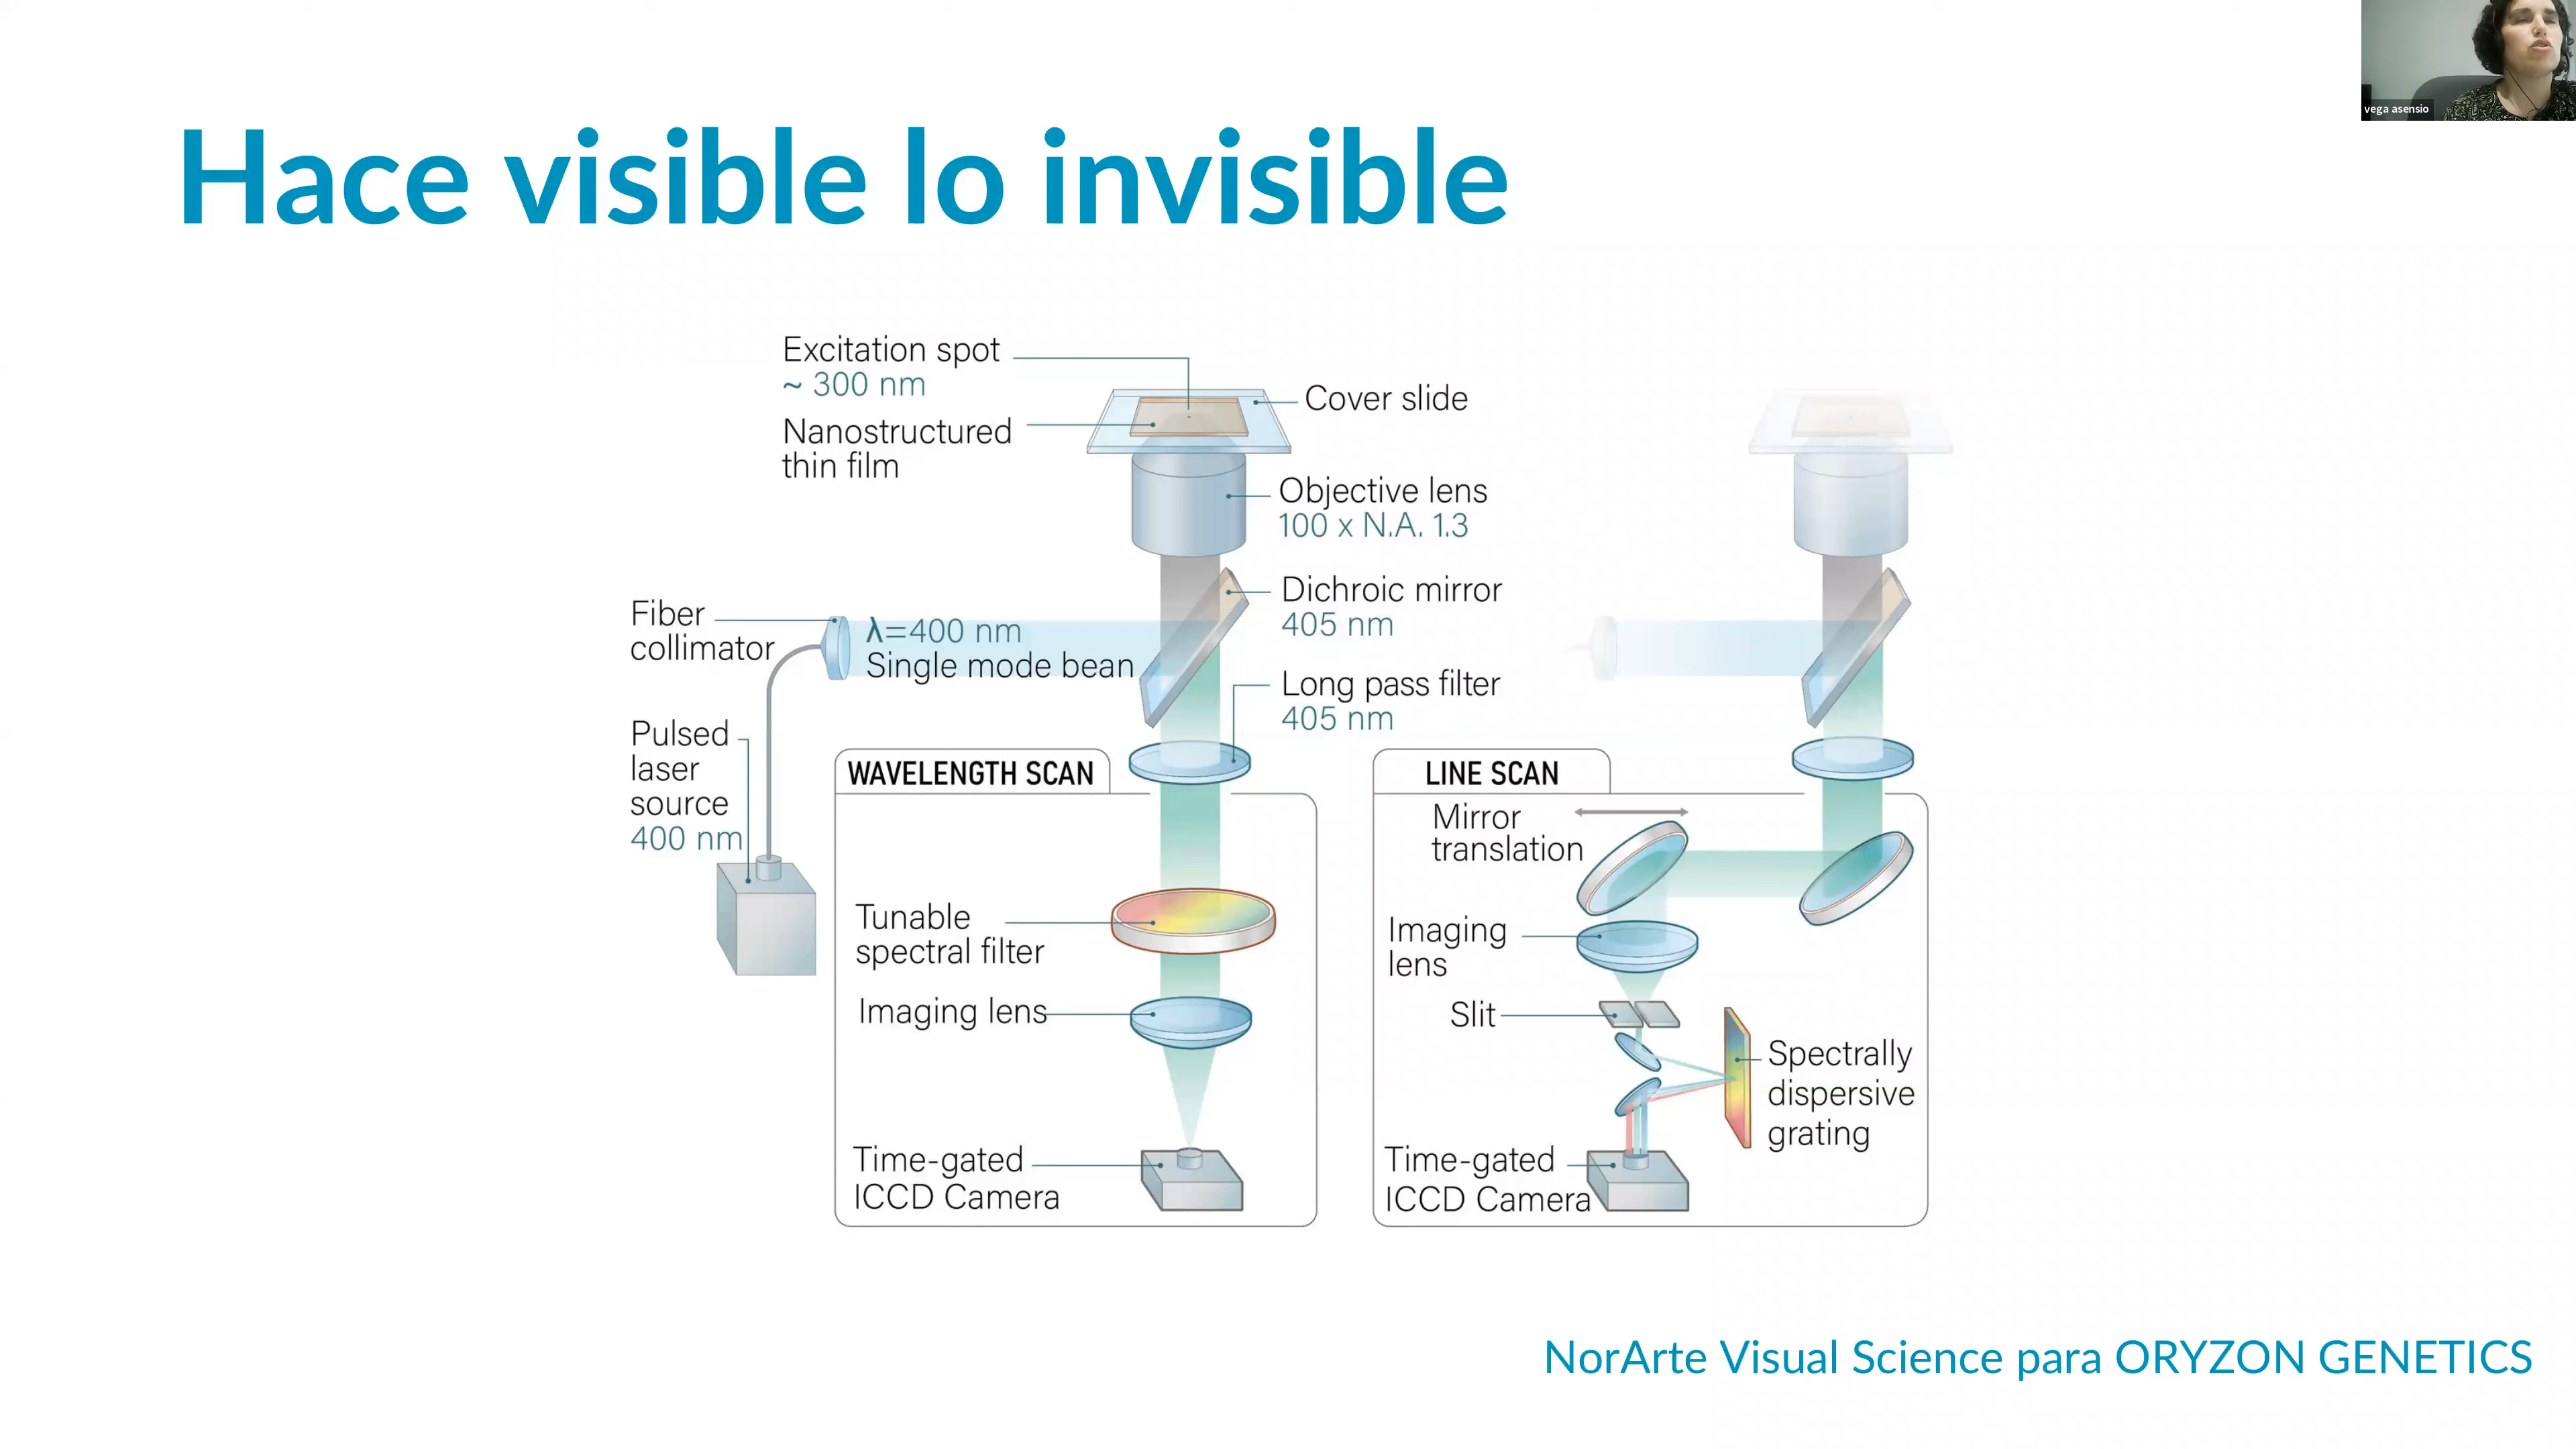 vega asensio
Hace visible lo invisible
Excitation spot
~ 300 nm
Nanostructured
thin film
Cover slide
Objective lens
100 x N.A. 1.3
Dichroic mirror
405 nm
Long pass filter
405 nm
Fiber
collimator
λ=400 nm
Single mode bean
Pulsed
laser
source
400 nm
WAVELENGTH SCAN
Tunable
spectral filter
Imaging lens
Time-gated
ICCD Camera
LINE SCAN
Mirror
translation
Imaging
lens
Slit
Spectrally
dispersive
grating
Time-gated
ICCD Camera
NorArte Visual Science para ORYZON GENETICS